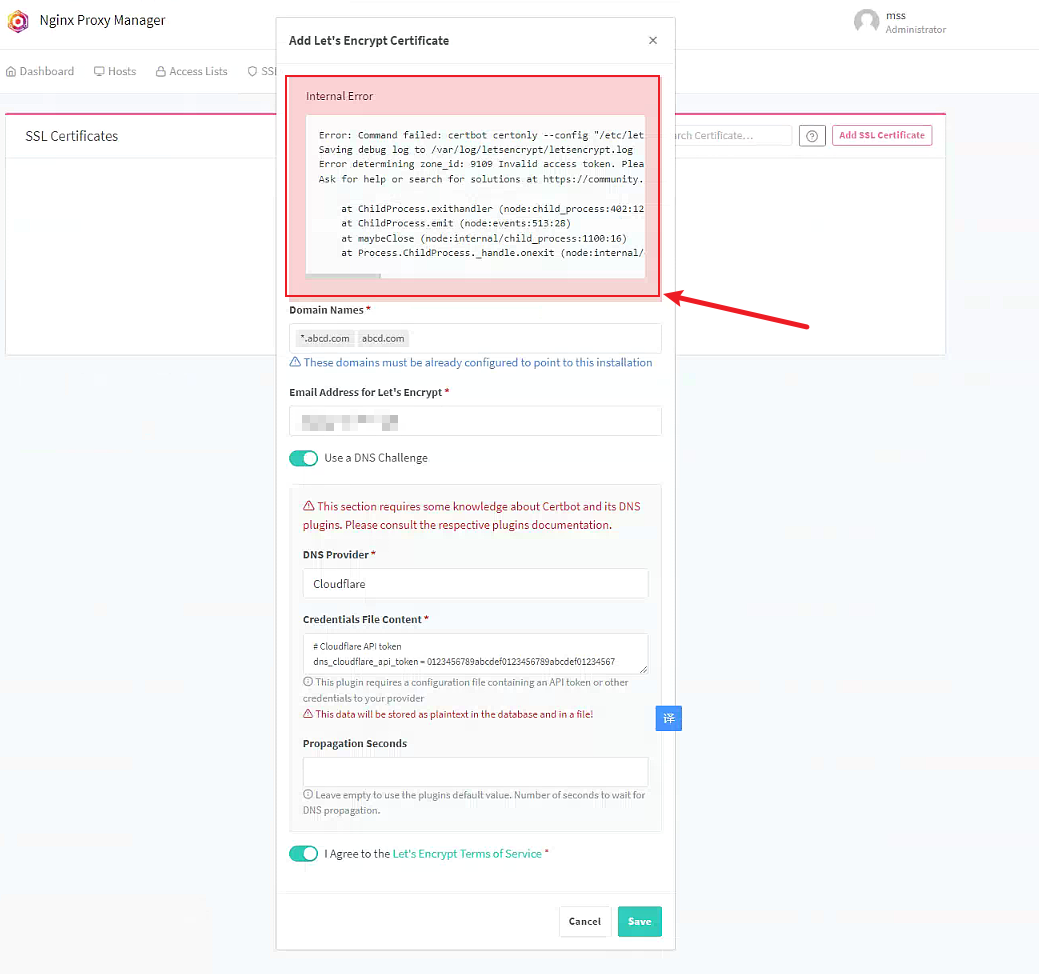 Nginx Proxy Manager
mss
Administrator
Dashboard
Hosts
Access Lists
SSL Certificates
Certificate...
Add SSL Certificate
Add Let's Encrypt Certificate
Internal Error
Error: Command failed: certbot certonly --config "/etc/let
Saving debug log to /var/log/letsencrypt/letsencrypt.log
Error determining zone_id: 9109 Invalid access token. Plea
Ask for help or search for solutions at https://community.
at ChildProcess.exithandler (node:child_process:402:12
at ChildProcess.emit (node:events:513:28)
at maybeClose (node:internal/child_process:1100:16)
at Process.ChildProcess._handle.onexit (node:internal/
Domain Names *
*.abcd.com abcd.com
These domains must be already configured to point to this installation
Email Address for Let's Encrypt *
Use a DNS Challenge
This section requires some knowledge about Certbot and its DNS
plugins. Please consult the respective plugins documentation.
DNS Provider *
Cloudflare
Credentials File Content *
# Cloudflare API token
dns_cloudflare_api_token = 0123456789abcdef0123456789abcdef01234567
This plugin requires a configuration file containing an API token or other
credentials to your provider
This data will be stored as plaintext in the database and in a file!
译
Propagation Seconds
Leave empty to use the plugins default value. Number of seconds to wait for
DNS propagation.
I Agree to the Let's Encrypt Terms of Service *
Cancel
Save